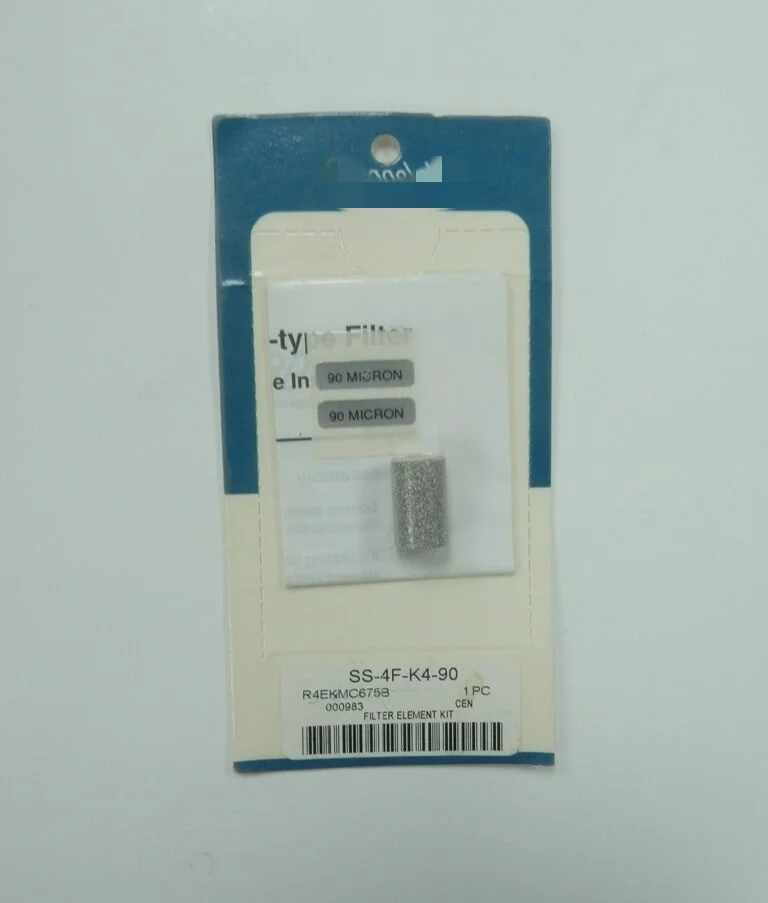 -type Filter
e In
90 MICRON
90 MICRON
SS-4F-K4-90
R4EKMC675B 1 PC
000983 CEN
FILTER ELEMENT KIT